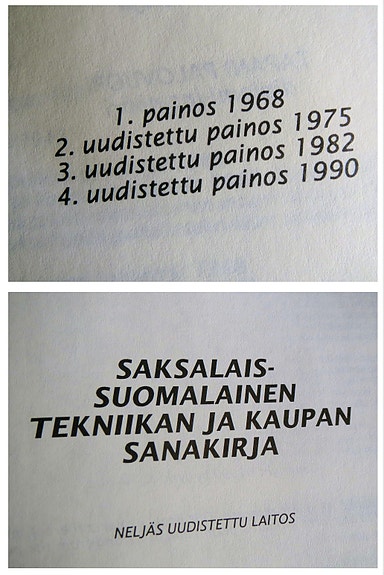 1. painos 1968
2. uudistettu painos 1975
3. uudistettu painos 1982
4. uudistettu painos 1990
SAKSALAIS-
SUOMALAINEN
TEKNIIKAN JA KAUPAN
SANAKIRJA
NELJÄS UUDISTETTU LAITOS